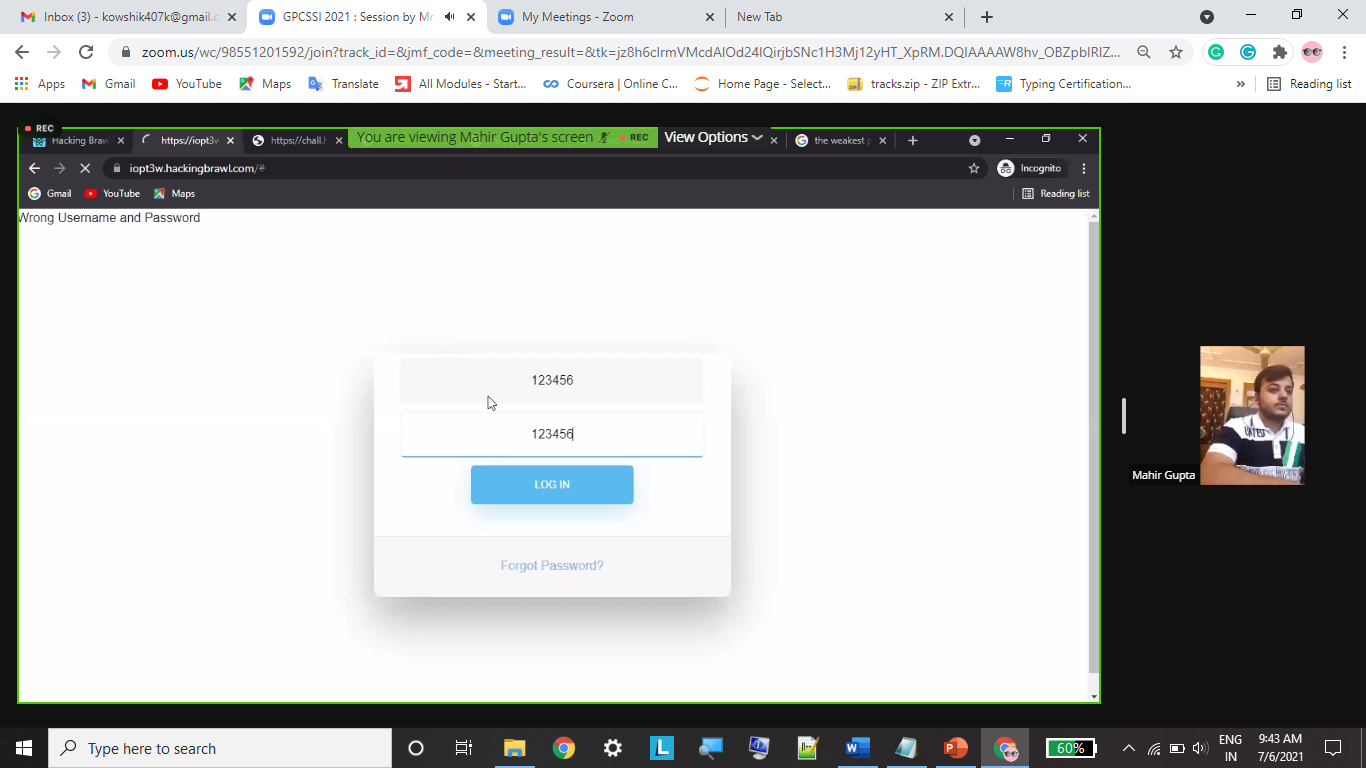 Inbox (3) - kowshik407k@gmail.c
GPCSSI 2021 : Session by Mr.
My Meetings - Zoom
New Tab
zoom.us/wc/98551201592/join?track_id=&jmf_code=&meeting_result=&tk=
Apps
Gmail
YouTube
Maps
Translate
All Modules - Start...
Coursera | Online C...
Home Page - Select...
tracks.zip - ZIP Extr...
Typing Certification...
»
Reading list
REC
Hacking Braw
https://iopt3w
https://chall.
You are viewing Mahir Gupta's screen
REC
View Options
the weakest p
iopt3w.hackingbrawl.com/#
Incognito
Gmail
YouTube
Maps
Reading list
Wrong Username and Password
123456
123456
LOG IN
Forgot Password?
Mahir Gupta
Type here to search
60%
ENG
IN
9:43 AM
7/6/2021